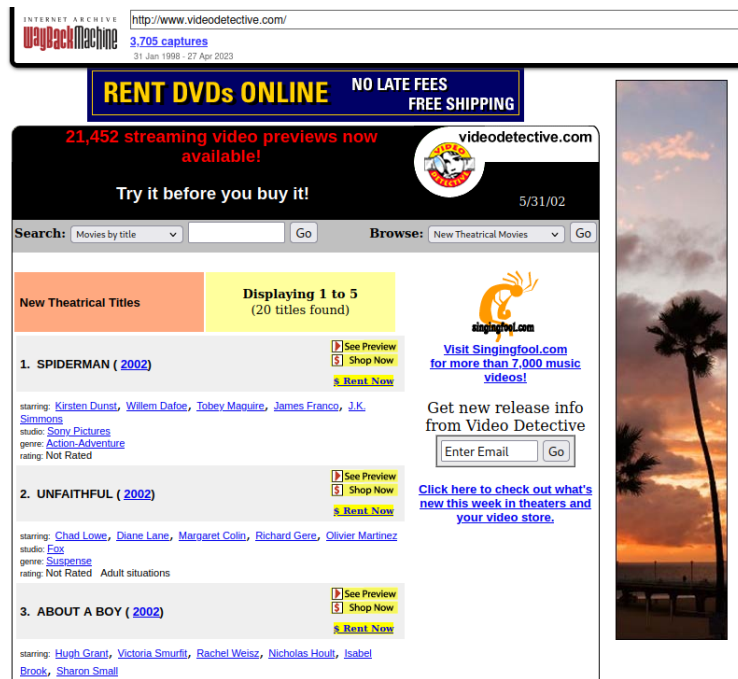 INTERNET ARCHIVE
WayBackMachine
http://www.videodetective.com/
3,705 captures
31 Jan 1998 - 27 Apr 2023
RENT DVDs ONLINE
NO LATE FEES
FREE SHIPPING
21,452 streaming video previews now
available!
Try it before you buy it!
videodetective.com
VIDEO
DETECTIVE
5/31/02
Search: Movies by title Go Browse: New Theatrical Movies Go
New Theatrical Titles
Displaying 1 to 5
(20 titles found)
1. SPIDERMAN ( 2002)
See Preview
$ Shop Now
$ Rent Now
starring: Kirsten Dunst, Willem Dafoe, Tobey Maguire, James Franco, J.K.
Simmons
studio: Sony Pictures
genre: Action-Adventure
rating: Not Rated
2. UNFAITHFUL ( 2002)
See Preview
$ Shop Now
$ Rent Now
starring: Chad Lowe, Diane Lane, Margaret Colin, Richard Gere, Olivier Martinez
studio: Fox
genre: Suspense
rating: Not Rated Adult situations
3. ABOUT A BOY ( 2002)
See Preview
$ Shop Now
$ Rent Now
starring: Hugh Grant, Victoria Smurfit, Rachel Weisz, Nicholas Hoult, Isabel
Brook, Sharon Small
singingfool.com
Visit Singingfool.com
for more than 7,000 music
videos!
Get new release info
from Video Detective
Enter Email Go
Click here to check out what's
new this week in theaters and
your video store.